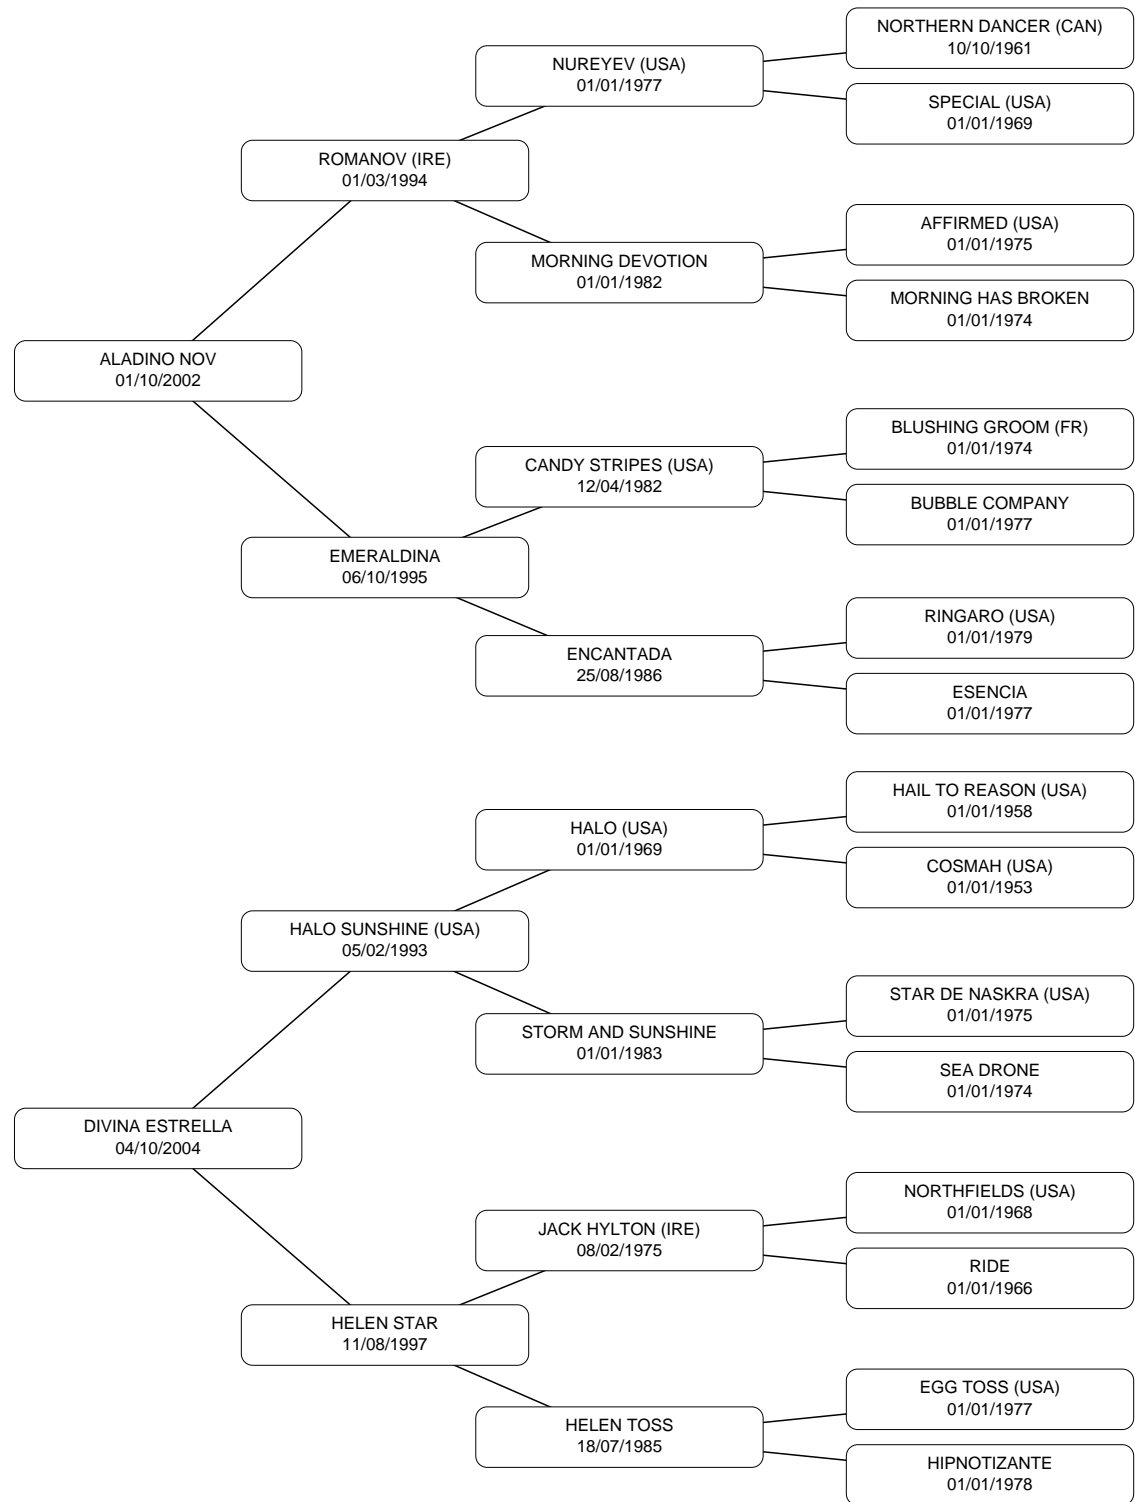 NORTHERN DANCER (CAN)
10/10/1961
NUREYEV (USA)
01/01/1977
SPECIAL (USA)
01/01/1969
ROMANOV (IRE)
01/03/1994
AFFIRMED (USA)
01/01/1975
MORNING DEVOTION
01/01/1982
MORNING HAS BROKEN
01/01/1974
ALADINO NOV
01/10/2002
BLUSHING GROOM (FR)
01/01/1974
CANDY STRIPES (USA)
12/04/1982
BUBBLE COMPANY
01/01/1977
EMERALDINA
06/10/1995
RINGARO (USA)
01/01/1979
ENCANTADA
25/08/1986
ESENCIA
01/01/1977
HAIL TO REASON (USA)
01/01/1958
HALO (USA)
01/01/1969
COSMAH (USA)
01/01/1953
HALO SUNSHINE (USA)
05/02/1993
STAR DE NASKRA (USA)
01/01/1975
STORM AND SUNSHINE
01/01/1983
SEA DRONE
01/01/1974
DIVINA ESTRELLA
04/10/2004
NORTHFIELDS (USA)
01/01/1968
JACK HYLTON (IRE)
08/02/1975
RIDE
01/01/1966
HELEN STAR
11/08/1997
EGG TOSS (USA)
01/01/1977
HELEN TOSS
18/07/1985
HIPNOTIZANTE
01/01/1978